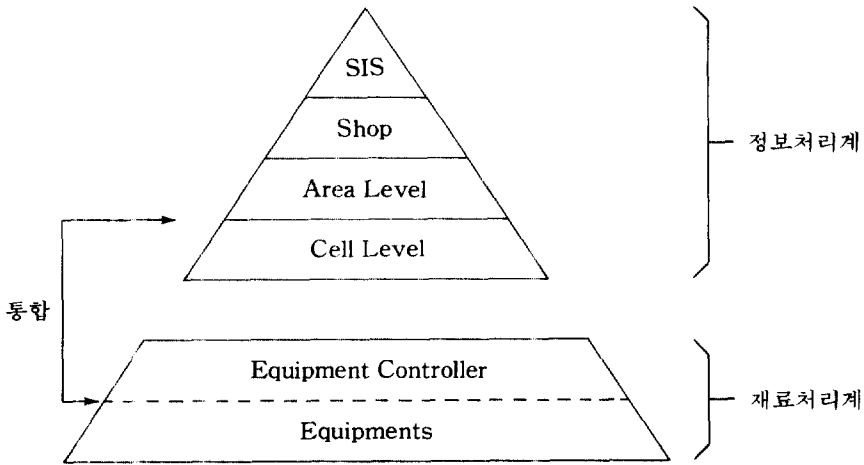 SIS
Shop
정보처리계
Area Level
Cell Level
통합
Equipment Controller
재료처리계
Equipments